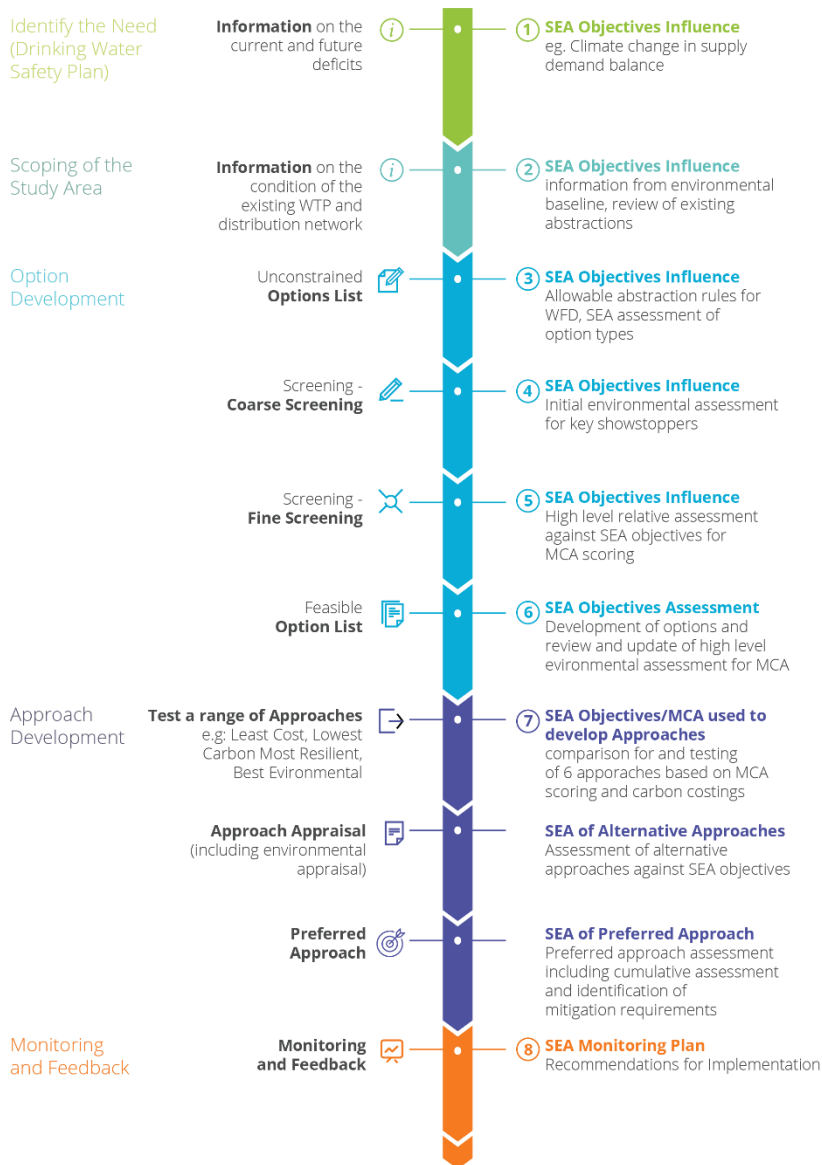 Identify the Need
(Drinking Water
Safety Plan)
Information on the
current and future
deficits
i
1 SEA Objectives Influence
eg. Climate change in supply
demand balance
Scoping of the
Study Area
Information on the
condition of the
existing WTP and
distribution network
i
2 SEA Objectives Influence
information from environmental
baseline, review of existing
abstractions
Option
Development
Unconstrained
Options List
3 SEA Objectives Influence
Allowable abstraction rules for
WFD, SEA assessment of
option types
Screening -
Coarse Screening
4 SEA Objectives Influence
Initial environmental assessment
for key showstoppers
Screening -
Fine Screening
5 SEA Objectives Influence
High level relative assessment
against SEA objectives for
MCA scoring
Feasible
Option List
6 SEA Objectives Assessment
Development of options and
review and update of high level
evironmental assessment for MCA
Approach
Development
Test a range of Approaches
e.g: Least Cost, Lowest
Carbon Most Resilient,
Best Evironmental
7 SEA Objectives/MCA used to
develop Approaches
comparison for and testing
of 6 apporaches based on MCA
scoring and carbon costings
Approach Appraisal
(including environmental
appraisal)
SEA of Alternative Approaches
Assessment of alternative
approaches against SEA objectives
Preferred
Approach
SEA of Preferred Approach
Preferred approach assessment
including cumulative assessment
and identification of
mitigation requirements
Monitoring
and Feedback
Monitoring
and Feedback
8 SEA Monitoring Plan
Recommendations for Implementation